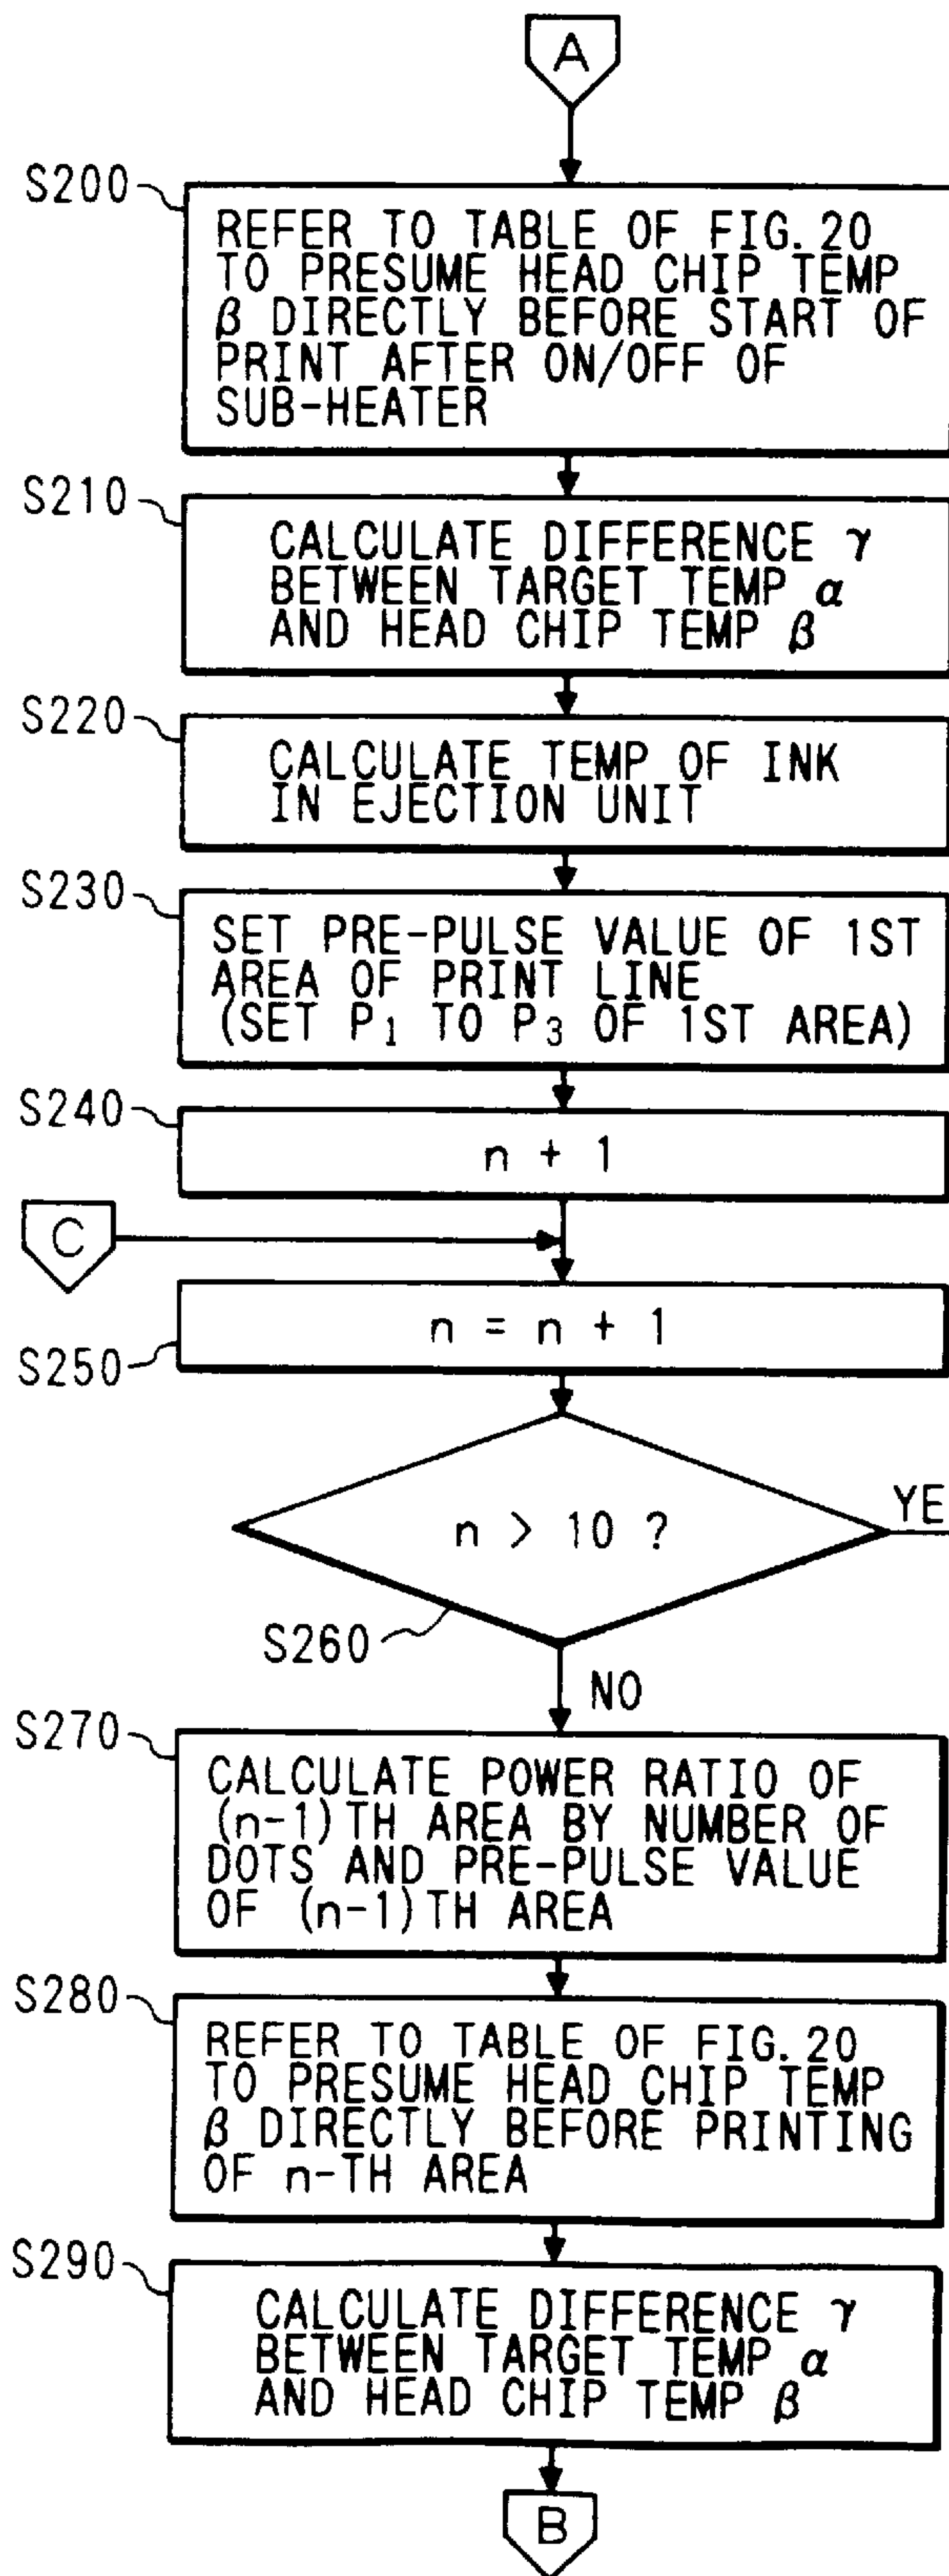 A
S200
REFER TO TABLE OF FIG. 20
TO PRESUME HEAD CHIP TEMP
β DIRECTLY BEFORE START OF
PRINT AFTER ON/OFF OF
SUB-HEATER
S210
CALCULATE DIFFERENCE γ
BETWEEN TARGET TEMP α
AND HEAD CHIP TEMP β
S220
CALCULATE TEMP OF INK
IN EJECTION UNIT
S230
SET PRE-PULSE VALUE OF 1ST
AREA OF PRINT LINE
(SET P₁ TO P₃ OF 1ST AREA)
S240
n + 1
C
n = n + 1
S250
n > 10 ?
YE
S260
NO
S270
CALCULATE POWER RATIO OF
(n-1)TH AREA BY NUMBER OF
DOTS AND PRE-PULSE VALUE
OF (n-1)TH AREA
S280
REFER TO TABLE OF FIG. 20
TO PRESUME HEAD CHIP TEMP
β DIRECTLY BEFORE PRINTING
OF n-TH AREA
S290
CALCULATE DIFFERENCE γ
BETWEEN TARGET TEMP α
AND HEAD CHIP TEMP β
B